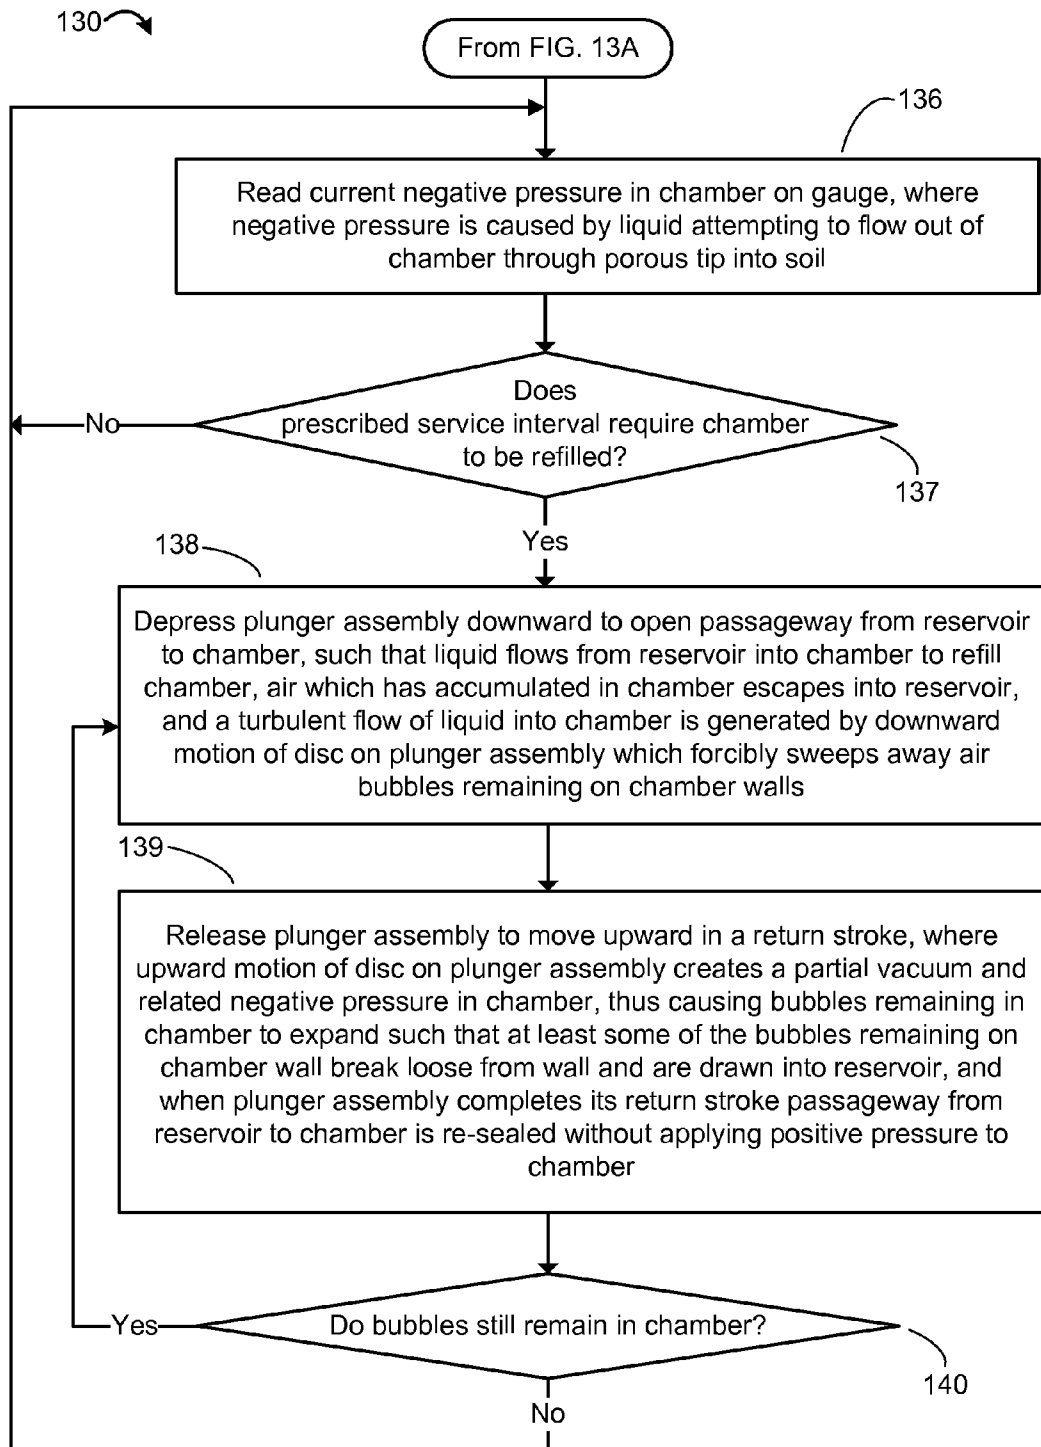 130
From FIG. 13A
136
Read current negative pressure in chamber on gauge, where
negative pressure is caused by liquid attempting to flow out of
chamber through porous tip into soil
Does
prescribed service interval require chamber
to be refilled?
No
137
Yes
138
Depress plunger assembly downward to open passageway from reservoir
to chamber, such that liquid flows from reservoir into chamber to refill
chamber, air which has accumulated in chamber escapes into reservoir,
and a turbulent flow of liquid into chamber is generated by downward
motion of disc on plunger assembly which forcibly sweeps away air
bubbles remaining on chamber walls
139
Release plunger assembly to move upward in a return stroke, where
upward motion of disc on plunger assembly creates a partial vacuum and
related negative pressure in chamber, thus causing bubbles remaining in
chamber to expand such that at least some of the bubbles remaining on
chamber wall break loose from wall and are drawn into reservoir, and
when plunger assembly completes its return stroke passageway from
reservoir to chamber is re-sealed without applying positive pressure to
chamber
Yes
Do bubbles still remain in chamber?
140
No